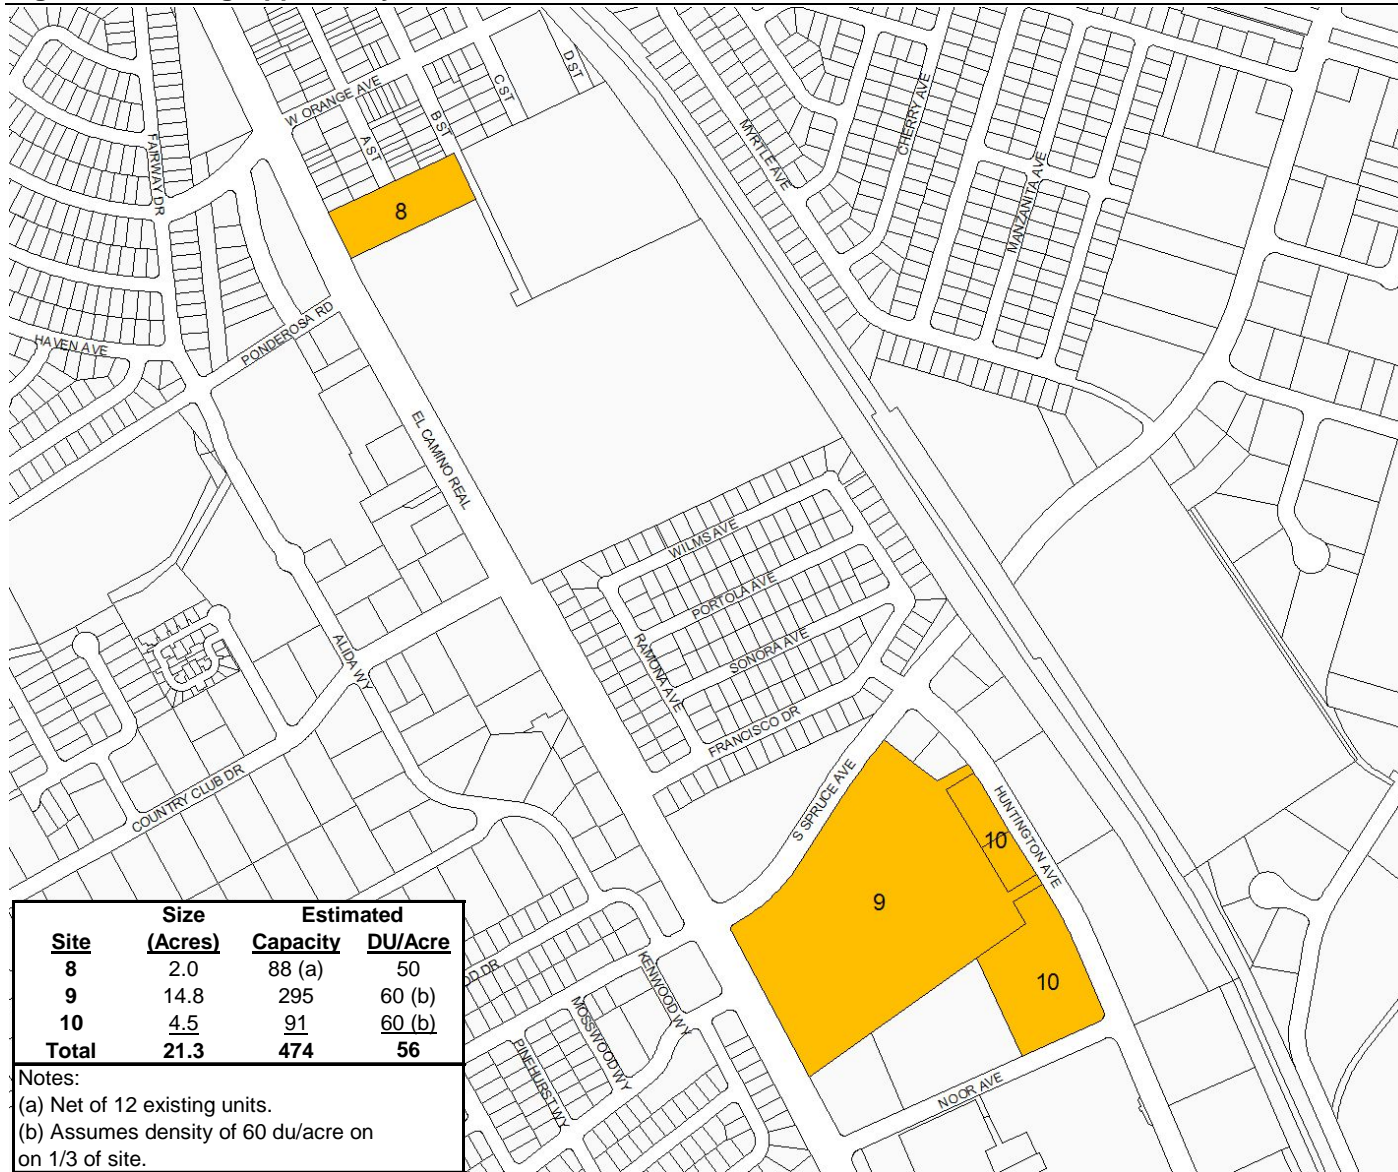 W ORANGE AVE
A ST
B ST
C ST
D ST
FAIRWAY DR
MYRTLE AVE
CHERRY AVE
MANZANITA AVE
8
HAVEN AVE
PONDEROSA RD
EL CAMINO REAL
WILMS AVE
PORTOLA AVE
SONORA AVE
RAMONA AVE
FRANCISCO DR
ALIDA WY
COUNTRY CLUB DR
S SPRUCE AVE
HUNTINGTON AVE
10
9
10
KENWOOD WY
MOSSWOOD WY
PINEHURST WY
NOOR AVE
OD DR
Size Estimated
Site (Acres) Capacity DU/Acre
8 2.0 88 (a) 50
9 14.8 295 60 (b)
10 4.5 91 60 (b)
Total 21.3 474 56
Notes:
(a) Net of 12 existing units.
(b) Assumes density of 60 du/acre on
on 1/3 of site.